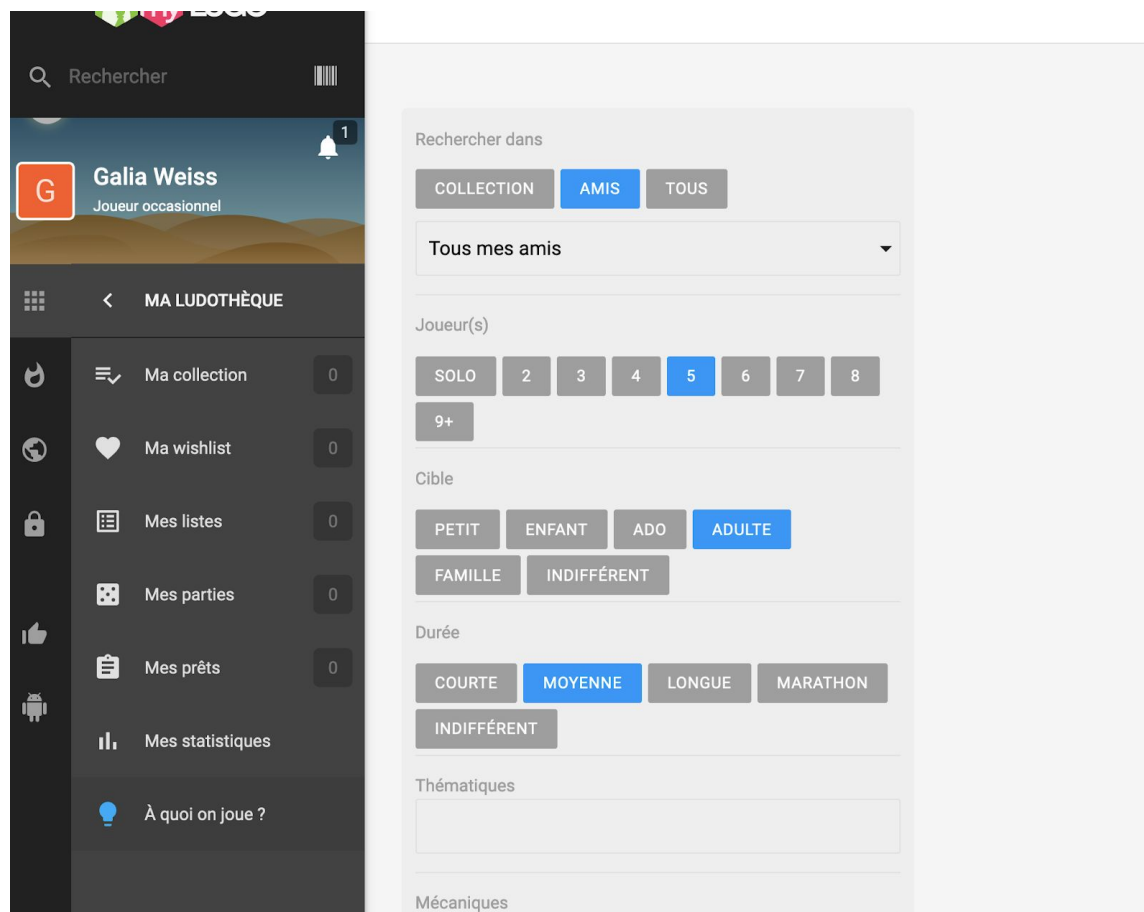 my
Rechercher
1
G
Galia Weiss
Joueur occasionnel
MA LUDOTHÈQUE
Ma collection 0
Ma wishlist 0
Mes listes 0
Mes parties 0
Mes prêts 0
Mes statistiques
À quoi on joue ?
Rechercher dans
COLLECTION AMIS TOUS
Tous mes amis
Joueur(s)
SOLO 2 3 4 5 6 7 8
9+
Cible
PETIT ENFANT ADO ADULTE
FAMILLE INDIFFÉRENT
Durée
COURTE MOYENNE LONGUE MARATHON
INDIFFÉRENT
Thématiques
Mécaniques